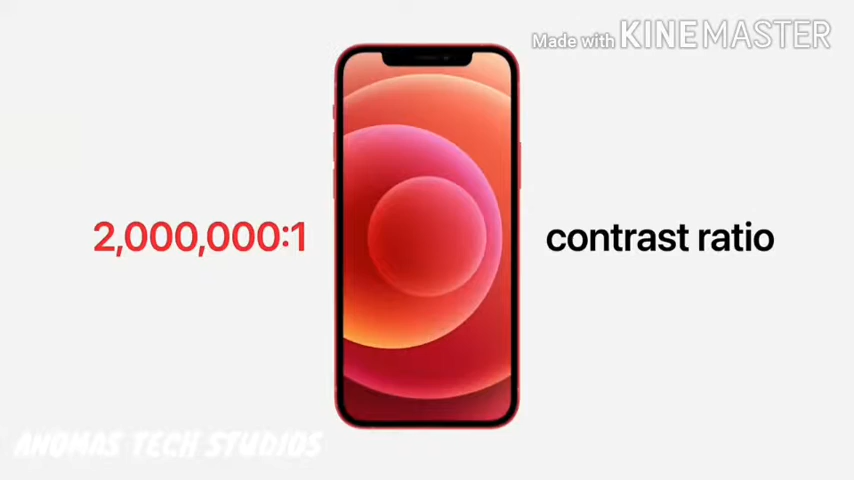 Made with KINEMASTER
2,000,000:1 contrast ratio
ANOMAS TECH STUDIOS